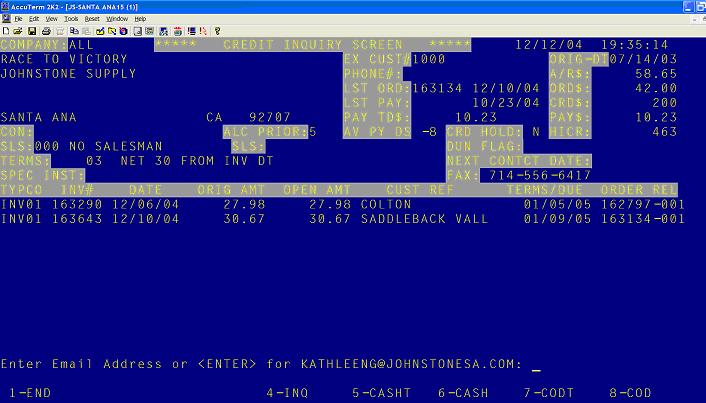 AccuTerm 2K2 - [JS-SANTA ANA15 (1)]
File Edit View Tools Reset Window Help
COMPANY:ALL ***** CREDIT INQUIRY SCREEN ***** 12/12/04 19:35:14
RACE TO VICTORY EX CUST#1000 ORIG-DT07/14/03
JOHNSTONE SUPPLY PHONE#: A/R$: 58.65
LST ORD:163134 12/10/04 ORD$: 42.00
LST PAY: 10/23/04 CRD$: 200
SANTA ANA CA 92707 PAY TD$: 10.23 PAY$: 10.23
CON: ALC PRIOR:5 AV PY DS -8 CRD HOLD: N HICR: 463
SLS:000 NO SALESMAN SLS: DUN FLAG:
TERMS: 03 NET 30 FROM INV DT NEXT CONTCT DATE:
SPEC INST: FAX: 714-556-6417
TYPCO INV# DATE ORIG AMT OPEN AMT CUST REF TERMS/DUE ORDER REL
INV01 163290 12/06/04 27.98 27.98 COLTON 01/05/05 162797-001
INV01 163643 12/10/04 30.67 30.67 SADDLEBACK VALL 01/09/05 163134-001
Enter Email Address or <ENTER> for KATHLEENG@JOHNSTONESA.COM: _
1-END 4-INQ 5-CASHT 6-CASH 7-CODT 8-COD